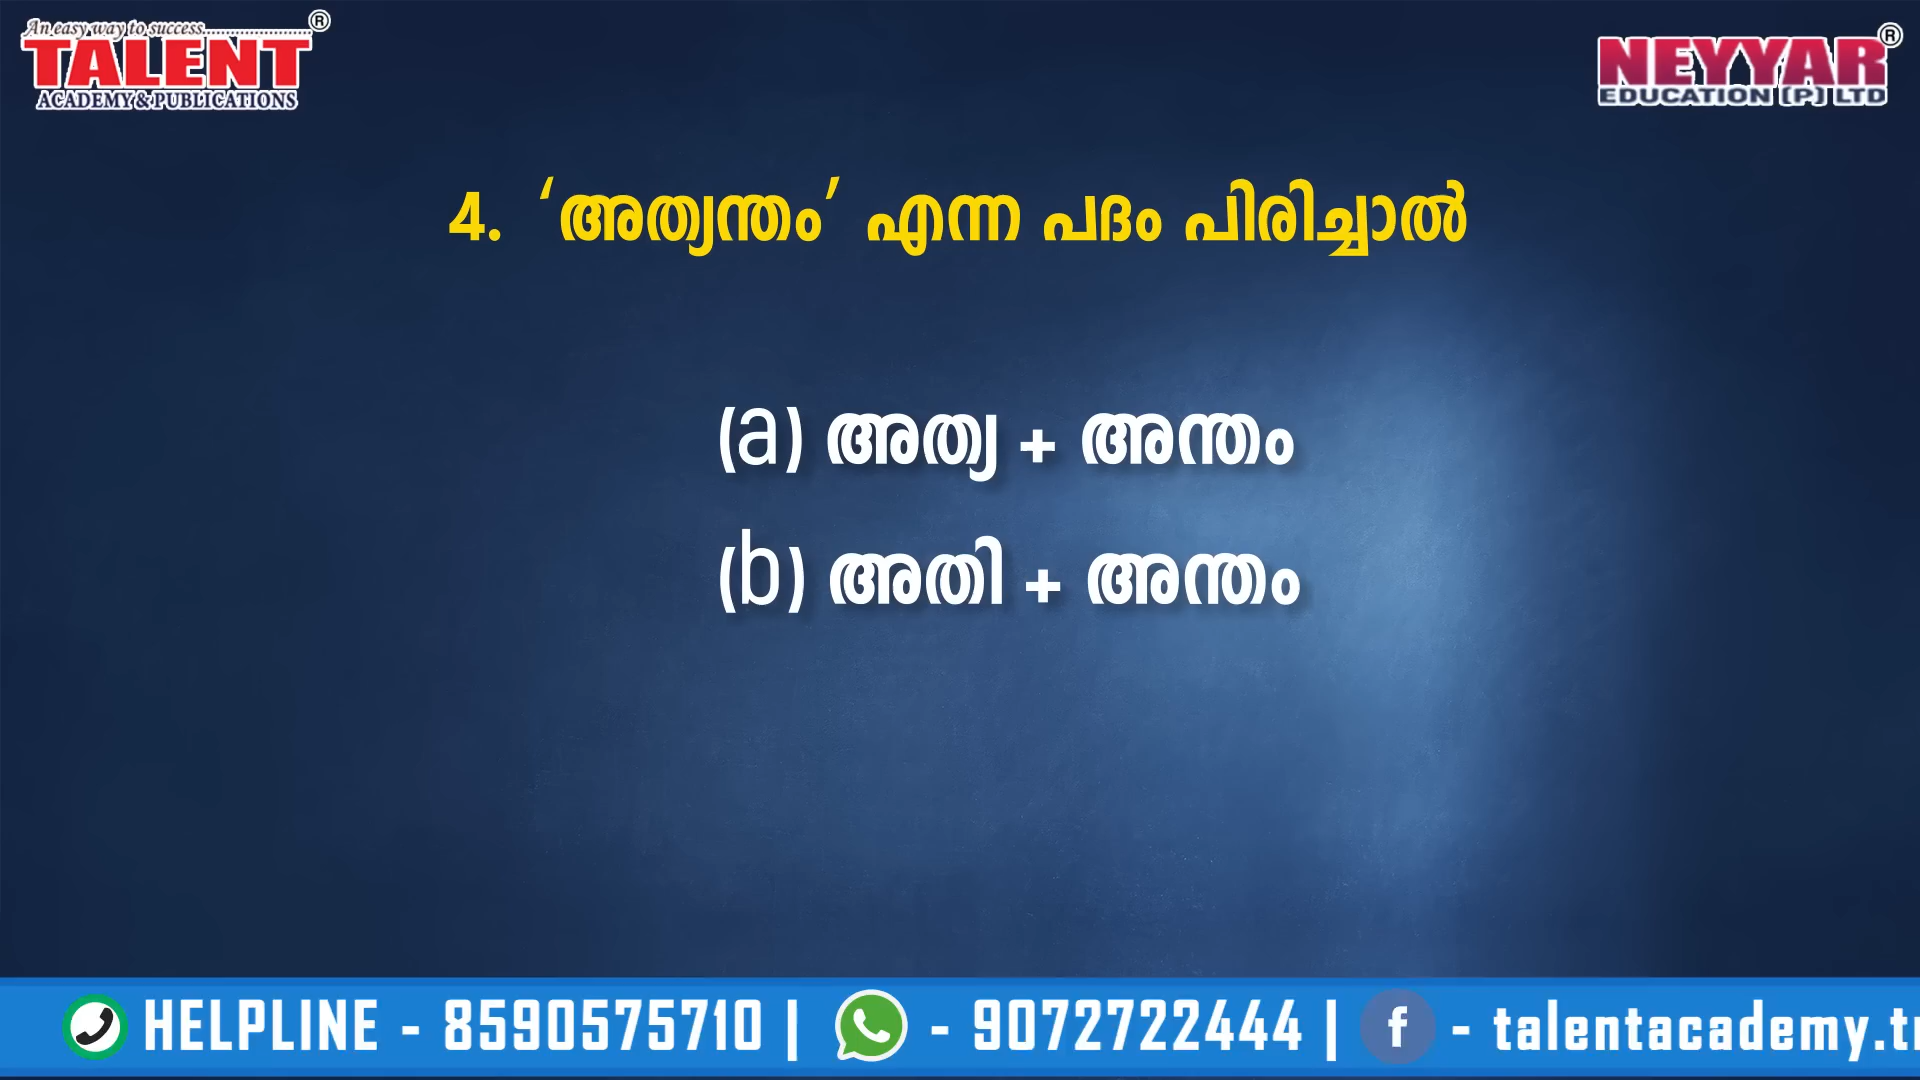 An easy way to success......................®
TALENT
ACADEMY & PUBLICATIONS
NEYYAR®
EDUCATION (P) LTD
4. ‘അത്യന്തം’ എന്ന പദം പിരിച്ചാൽ
(a) അത്യ + അന്തം
(b) അതി + അന്തം
HELPLINE - 8590575710 | - 9072722444 | f - talentacademy.tr